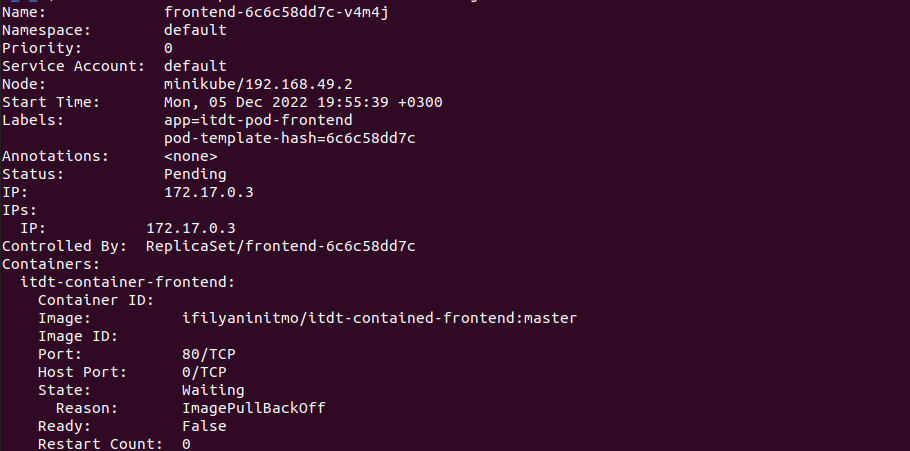 Name:             frontend-6c6c58dd7c-v4m4j
Namespace:        default
Priority:         0
Service Account:  default
Node:             minikube/192.168.49.2
Start Time:       Mon, 05 Dec 2022 19:55:39 +0300
Labels:           app=itdt-pod-frontend
                  pod-template-hash=6c6c58dd7c
Annotations:      <none>
Status:           Pending
IP:               172.17.0.3
IPs:
  IP:           172.17.0.3
Controlled By:  ReplicaSet/frontend-6c6c58dd7c
Containers:
  itdt-container-frontend:
    Container ID:
    Image:          ifilyaninitmo/itdt-contained-frontend:master
    Image ID:
    Port:           80/TCP
    Host Port:      0/TCP
    State:          Waiting
      Reason:       ImagePullBackOff
    Ready:          False
    Restart Count:  0